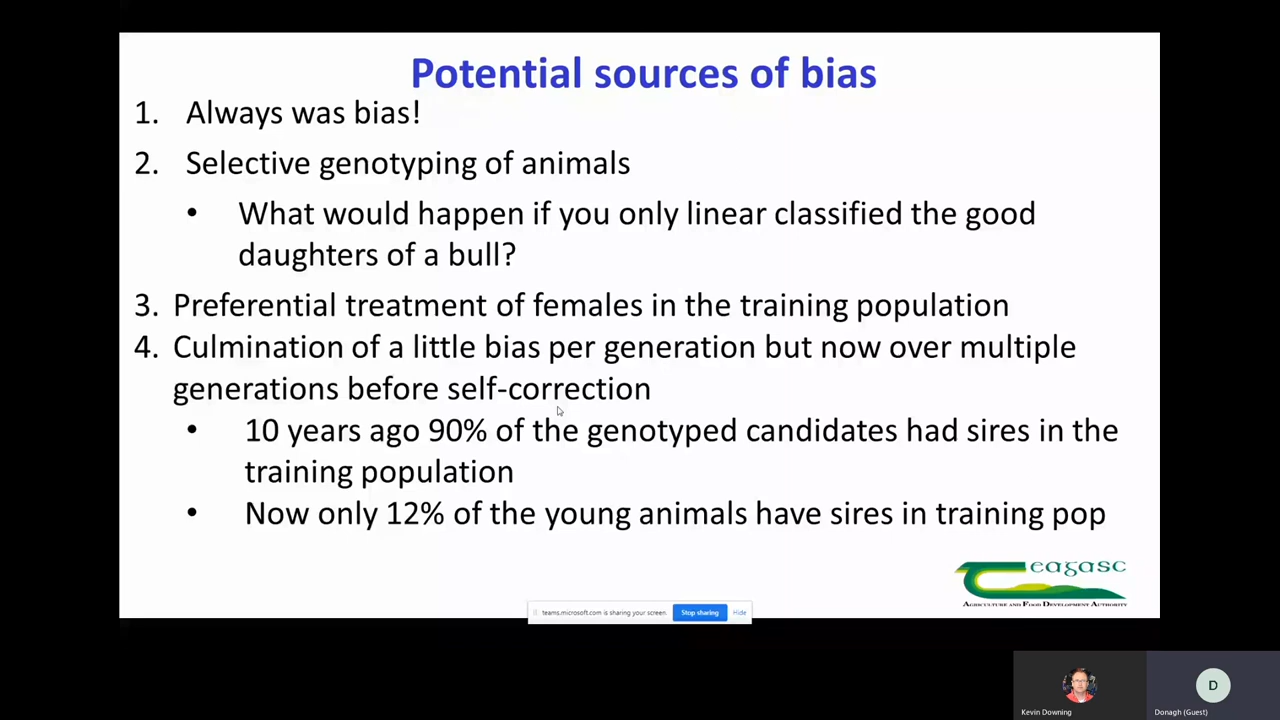 Potential sources of bias
1. Always was bias!
2. Selective genotyping of animals
• What would happen if you only linear classified the good
daughters of a bull?
3. Preferential treatment of females in the training population
4. Culmination of a little bias per generation but now over multiple
generations before self-correction
• 10 years ago 90% of the genotyped candidates had sires in the
training population
• Now only 12% of the young animals have sires in training pop
eagasc
AGRICULTURE AND FOOD DEVELOPMENT AUTHORITY
teams.microsoft.com is sharing your screen. Stop sharing Hide
D
Kevin Downing Donagh (Guest)